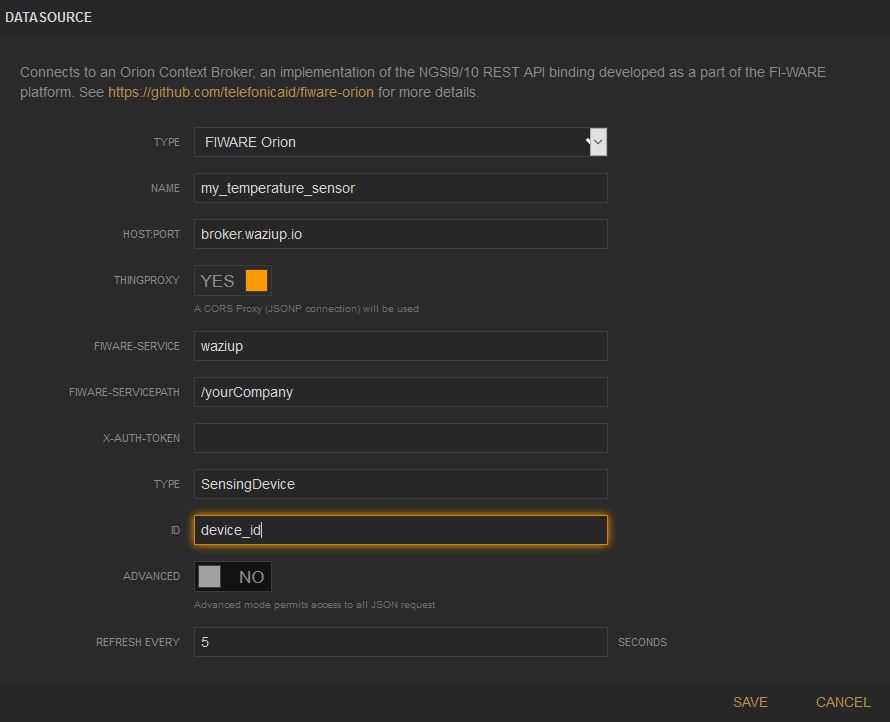 DATASOURCE
Connects to an Orion Context Broker, an implementation of the NGSI9/10 REST API binding developed as a part of the FI-WARE
platform. See https://github.com/telefonicaid/fiware-orion for more details.
TYPE FIWARE Orion
NAME my_temperature_sensor
HOST:PORT broker.waziup.io
THINGPROXY YES
A CORS Proxy (JSONP connection) will be used
FIWARE-SERVICE waziup
FIWARE-SERVICEPATH /yourCompany
X-AUTH-TOKEN
TYPE SensingDevice
ID device_id
ADVANCED NO
Advanced mode permits access to all JSON request
REFRESH EVERY 5 SECONDS
SAVE CANCEL